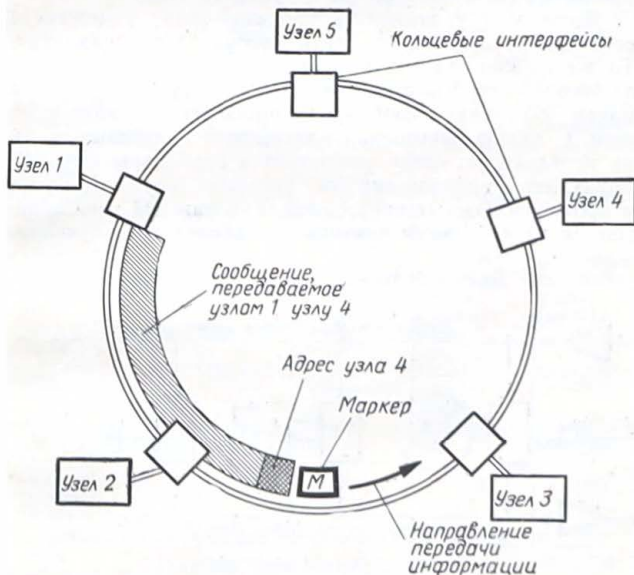 Узел 5
Кольцевые интерфейсы
Узел 1
Узел 4
Сообщение,
передаваемое
узлом 1 узлу 4
Адрес узла 4
Маркер
М
Узел 2
Узел 3
Направление
передачи
информации